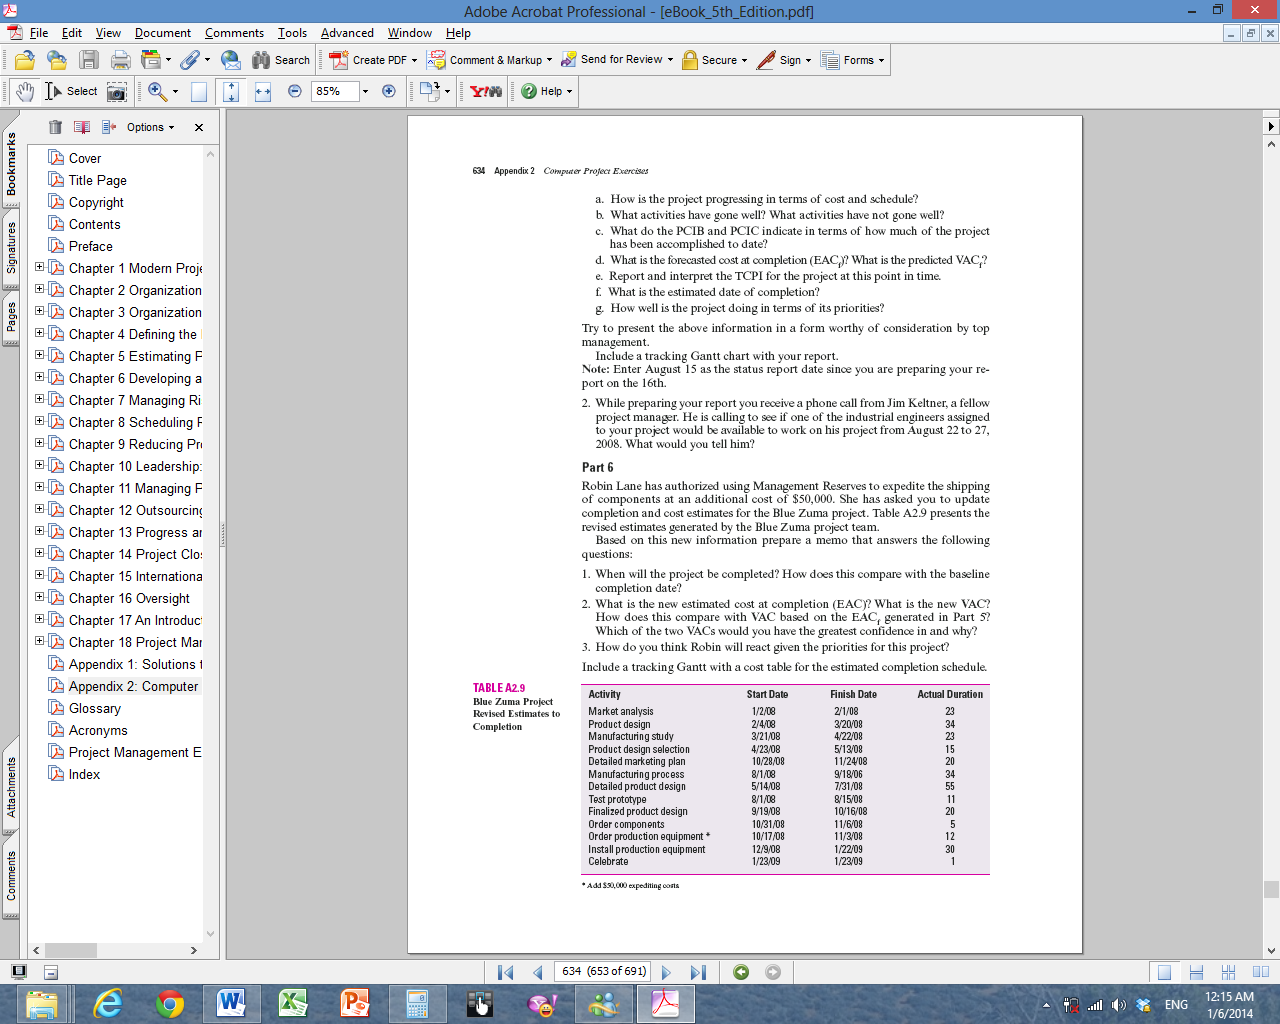 Adobe Acrobat Professional - [eBook_5th_Edition.pdf]
File Edit View Document Comments Tools Advanced Window Help
Search Create PDF Comment & Markup Send for Review Secure Sign Forms
Select 85% Y! Help
Options
Bookmarks
Signatures
Pages
Attachments
Comments
Cover
Title Page
Copyright
Contents
Preface
Chapter 1 Modern Proje
Chapter 2 Organization
Chapter 3 Organization
Chapter 4 Defining the
Chapter 5 Estimating P
Chapter 6 Developing a
Chapter 7 Managing Ri
Chapter 8 Scheduling F
Chapter 9 Reducing Pro
Chapter 10 Leadership:
Chapter 11 Managing F
Chapter 12 Outsourcing
Chapter 13 Progress an
Chapter 14 Project Clos
Chapter 15 Internationa
Chapter 16 Oversight
Chapter 17 An Introduct
Chapter 18 Project Mar
Appendix 1: Solutions t
Appendix 2: Computer
Glossary
Acronyms
Project Management E
Index
634 Appendix 2 Computer Project Exercises
a. How is the project progressing in terms of cost and schedule?
b. What activities have gone well? What activities have not gone well?
c. What do the PCIB and PCIC indicate in terms of how much of the project
has been accomplished to date?
d. What is the forecasted cost at completion (EACf)? What is the predicted VACf?
e. Report and interpret the TCPI for the project at this point in time.
f. What is the estimated date of completion?
g. How well is the project doing in terms of its priorities?
Try to present the above information in a form worthy of consideration by top
management.
Include a tracking Gantt chart with your report.
Note: Enter August 15 as the status report date since you are preparing your re-
port on the 16th.
2. While preparing your report you receive a phone call from Jim Keltner, a fellow
project manager. He is calling to see if one of the industrial engineers assigned
to your project would be available to work on his project from August 22 to 27,
2008. What would you tell him?
Part 6
Robin Lane has authorized using Management Reserves to expedite the shipping
of components at an additional cost of $50,000. She has asked you to update
completion and cost estimates for the Blue Zuma project. Table A2.9 presents the
revised estimates generated by the Blue Zuma project team.
Based on this new information prepare a memo that answers the following
questions:
1. When will the project be completed? How does this compare with the baseline
completion date?
2. What is the new estimated cost at completion (EAC)? What is the new VAC?
How does this compare with VAC based on the EACf generated in Part 5?
Which of the two VACs would you have the greatest confidence in and why?
3. How do you think Robin will react given the priorities for this project?
Include a tracking Gantt with a cost table for the estimated completion schedule.
TABLE A2.9
Blue Zuma Project
Revised Estimates to
Completion
Activity Start Date Finish Date Actual Duration
Market analysis 1/2/08 2/1/08 23
Product design 2/4/08 3/20/08 34
Manufacturing study 3/21/08 4/22/08 23
Product design selection 4/23/08 5/13/08 15
Detailed marketing plan 10/28/08 11/24/08 20
Manufacturing process 8/1/08 9/18/06 34
Detailed product design 5/14/08 7/31/08 55
Test prototype 8/1/08 8/15/08 11
Finalized product design 9/19/08 10/16/08 20
Order components 10/31/08 11/6/08 5
Order production equipment * 10/17/08 11/3/08 12
Install production equipment 12/9/08 1/22/09 30
Celebrate 1/23/09 1/23/09 1
* Add $50,000 expediting costs
634 (653 of 691)
ENG
12:15 AM
1/6/2014